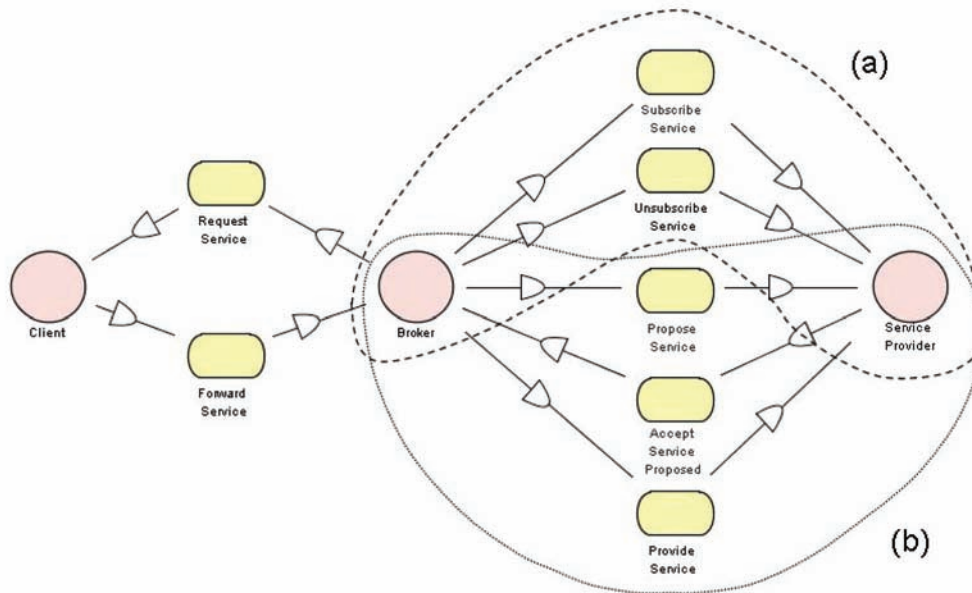 (a)
Subscribe
Service
Request
Service
Unsubscribe
Service
Client
Broker
Propose
Service
Service
Provider
Forward
Service
Accept
Service
Proposed
Provide
Service
(b)